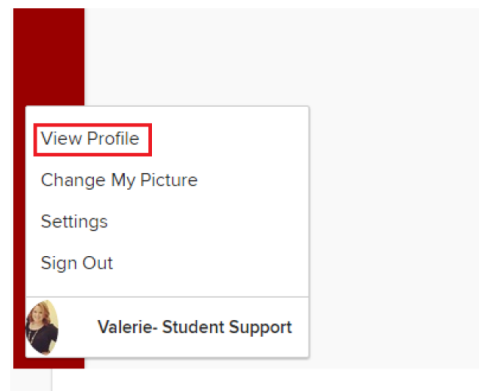 View Profile
Change My Picture
Settings
Sign Out
Valerie- Student Support